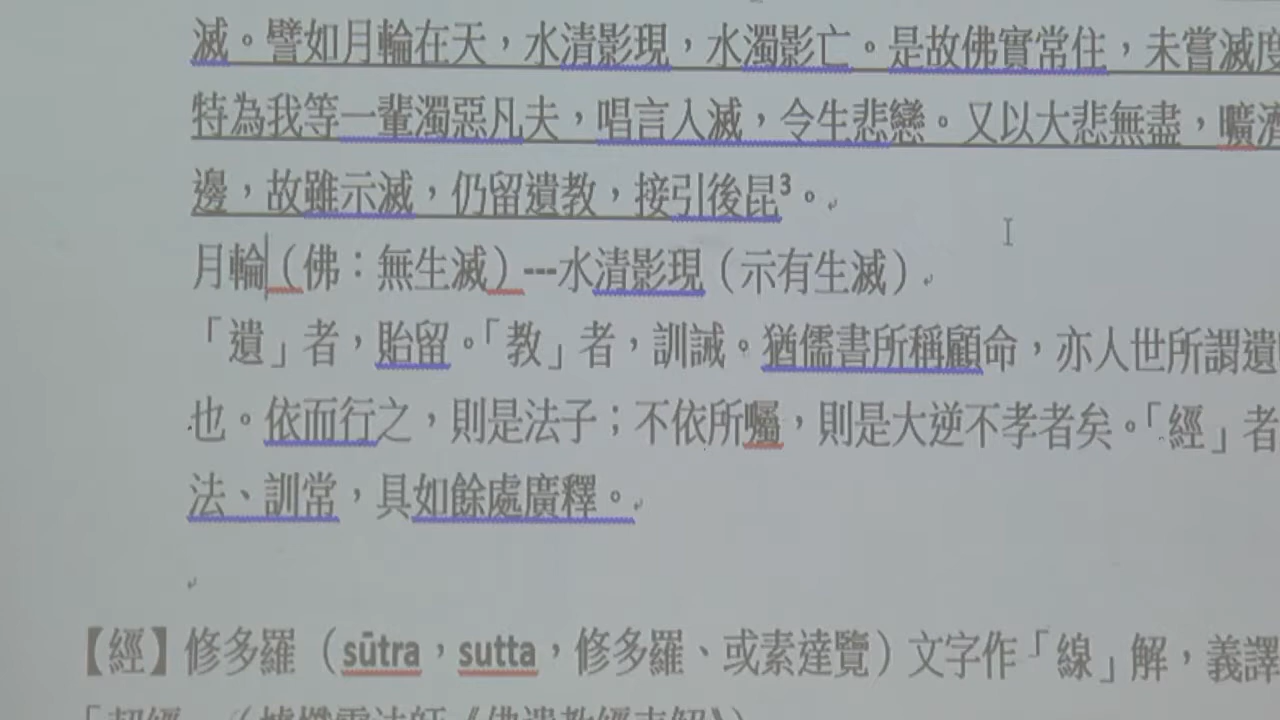 滅。譬如月輪在天，水清影現，水濁影亡。是故佛實常住，未嘗滅度
特為我等一輩濁惡凡夫，唱言入滅，令生悲戀。又以大悲無盡，曠濟
邊，故雖示滅，仍留遺教，接引後昆3。
月輪（佛：無生滅）---水清影現（示有生滅）
「遺」者，貽留。「教」者，訓誡。猶儒書所稱顧命，亦人世所謂遺
也。依而行之，則是法子；不依所囑，則是大逆不孝者矣。「經」者
法、訓常，具如餘處廣釋。
【經】修多羅（sūtra，sutta，修多羅、或素達覽）文字作「線」解，義譯